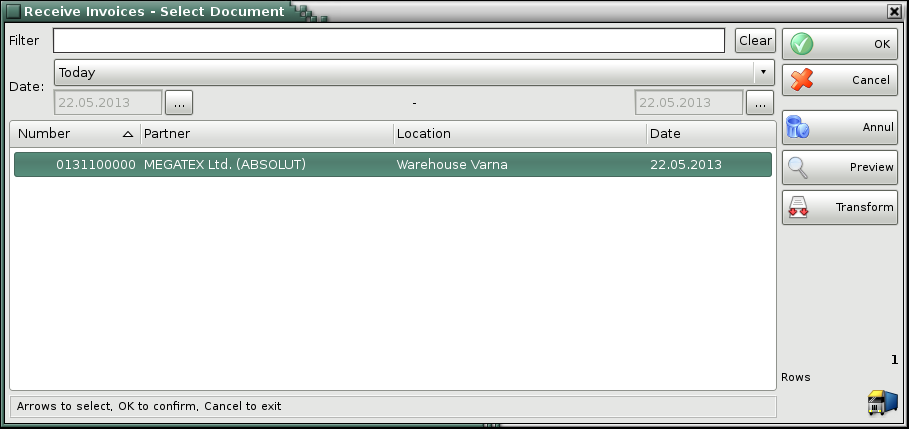 Receive Invoices - Select Document
Filter
Clear
OK
Date:
Today
Cancel
22.05.2013 ... - 22.05.2013 ...
Annul
Number Partner Location Date
0131100000 MEGATEX Ltd. (ABSOLUT) Warehouse Varna 22.05.2013
Preview
Transform
1
Rows
Arrows to select, OK to confirm, Cancel to exit